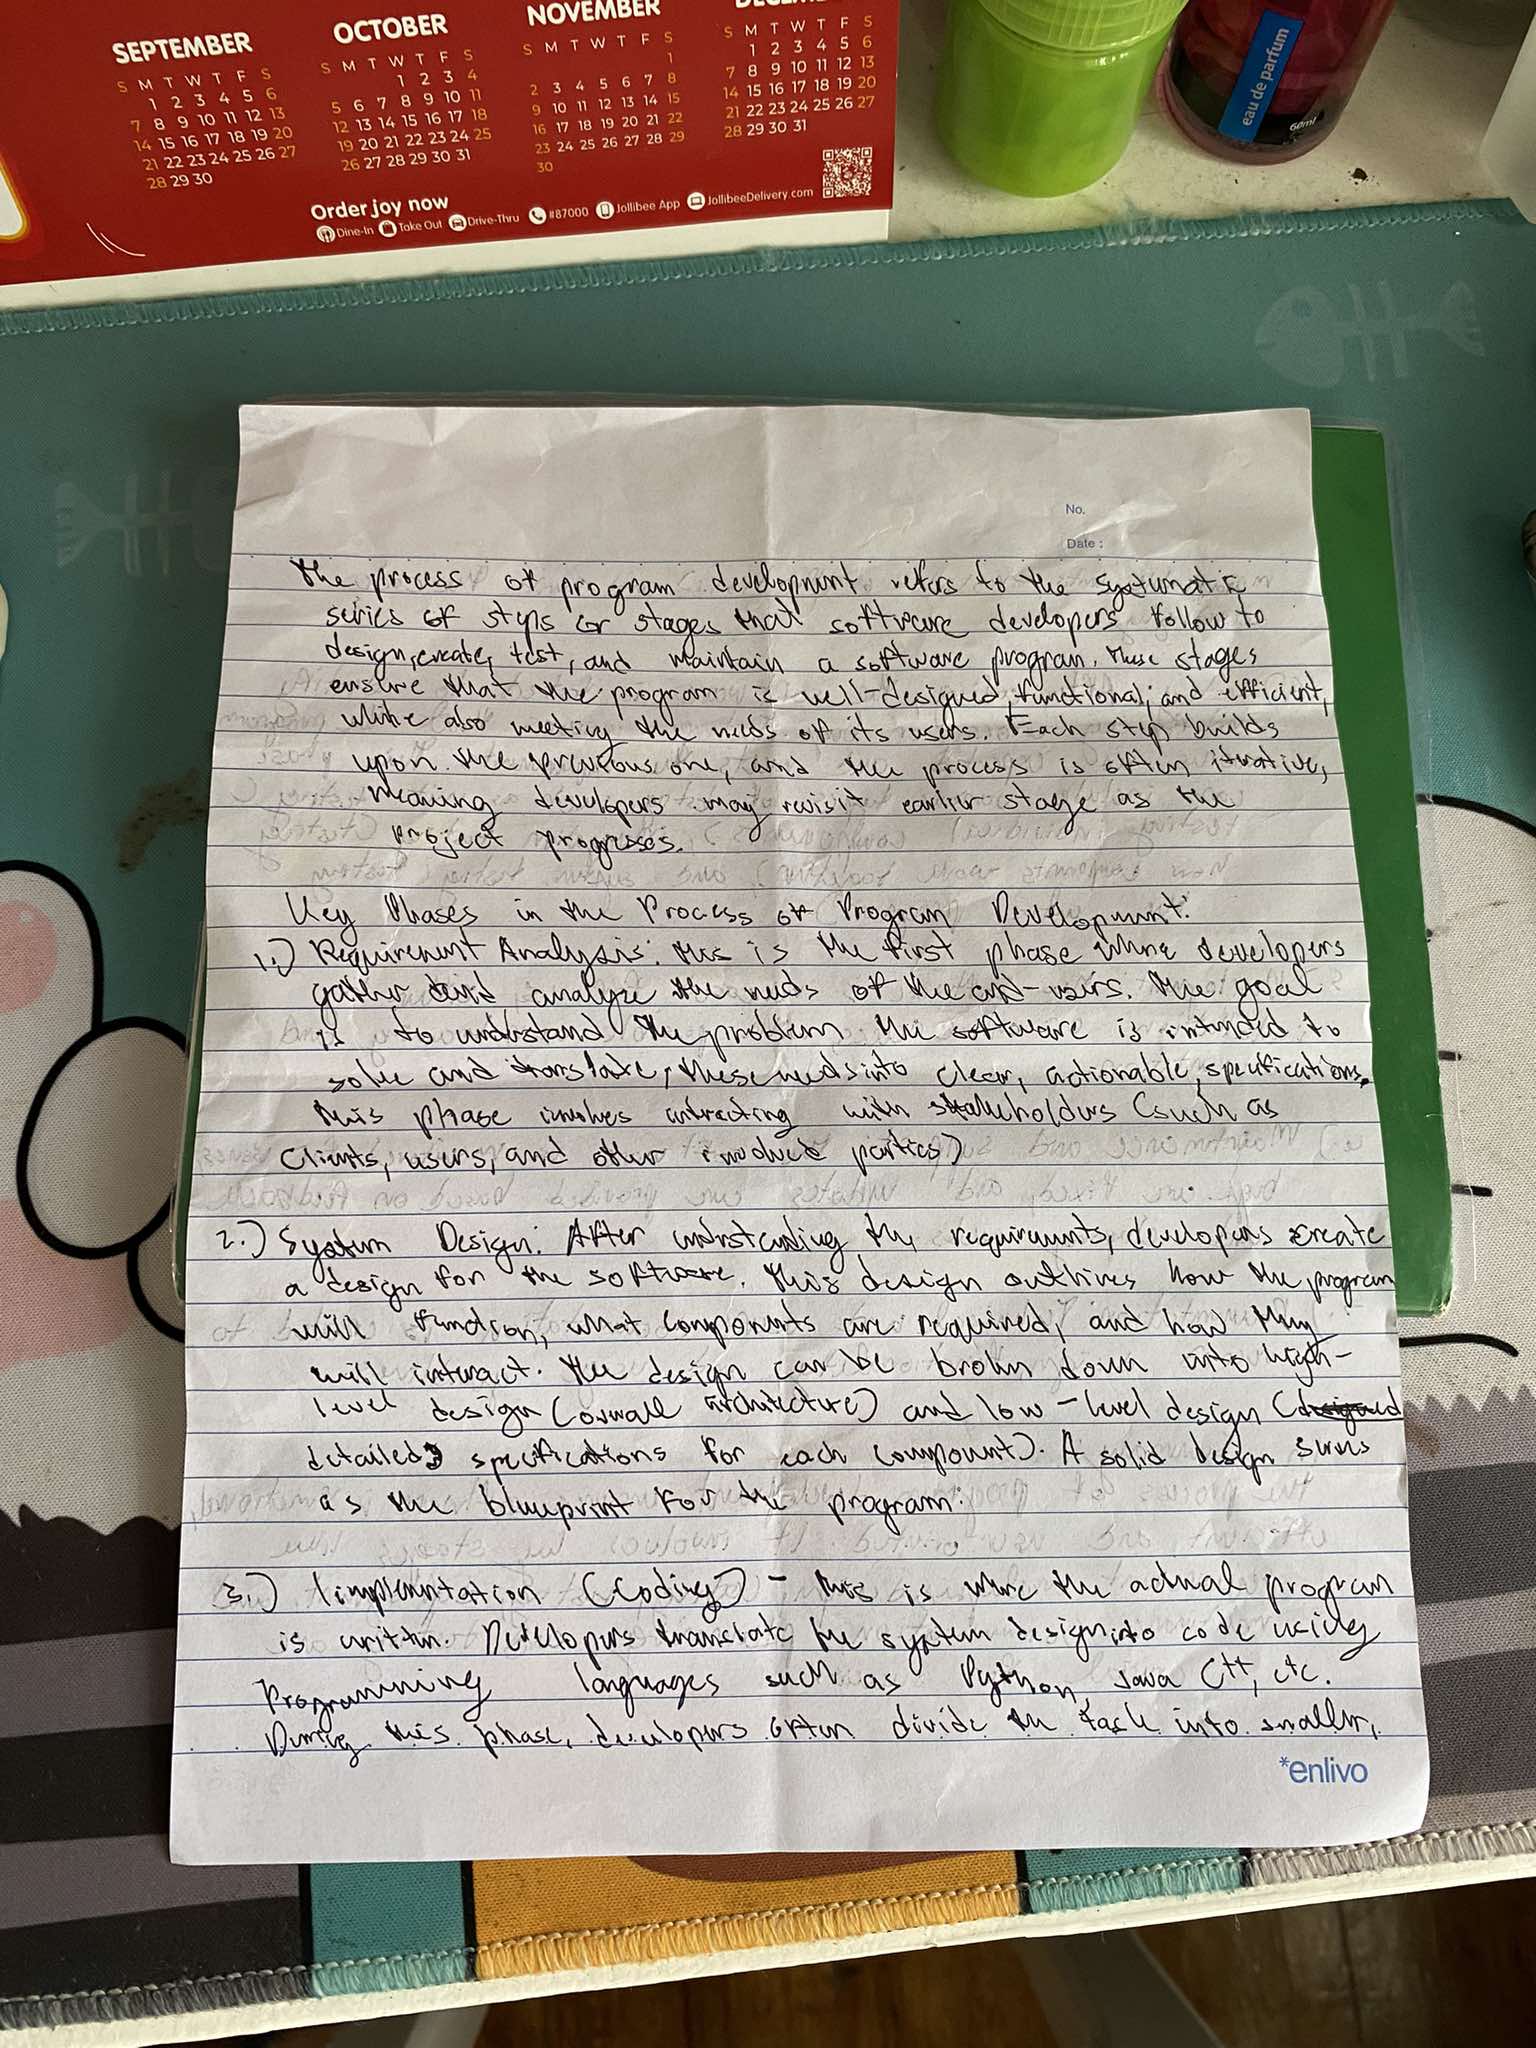 SEPTEMBER
S M T W T F S
1 2 3 4 5 6
7 8 9 10 11 12 13
14 15 16 17 18 19 20
21 22 23 24 25 26 27
28 29 30
OCTOBER
S M T W T F S
1 2 3 4
5 6 7 8 9 10 11
12 13 14 15 16 17 18
19 20 21 22 23 24 25
26 27 28 29 30 31
NOVEMBER
S M T W T F S
1
2 3 4 5 6 7 8
9 10 11 12 13 14 15
16 17 18 19 20 21 22
23 24 25 26 27 28 29
30
S M T W T F S
1 2 3 4 5 6
7 8 9 10 11 12 13
14 15 16 17 18 19 20
21 22 23 24 25 26 27
28 29 30 31
Order joy now
Dine-In Take Out Drive-Thru #87000 Jollibee App JollibeeDelivery.com
eau de parfum
60ml
No.
Date :
The process of program development refers to the systematic
series of steps or stages that software developers follow to
design, create, test, and maintain a software program. These stages
ensure that the program is well-designed, functional, and efficient,
while also meeting the needs of its users. Each step builds
upon the previous one, and the process is often iterative,
meaning developers may revisit earlier stage as the
project progresses.
Key Phases in the Process of Program Development:
1.) Requirement Analysis: this is the first phase where developers
gather and analyze the needs of the end-users. The goal
is to understand the problem the software is intended to
solve and translate, these needs into clear, actionable, specifications.
this phase involves interacting with stakeholders (such as
clients, users, and other involved parties)
2.) System Design: After understanding the requirements, developers create
a design for the software. this design outlines how the program
will function, what components are required, and how they
will interact. the design can be broken down into high-
level design (overall architecture) and low-level design (designed
detailed specifications for each component). A solid design serves
as the blueprint for the program.
3.) Implementation (Coding) - this is where the actual program
is written. Developers translate the system design into code using
Programming languages such as Python, Java C++, etc.
During this phase, developers often divide the task into smaller,
*enlivo